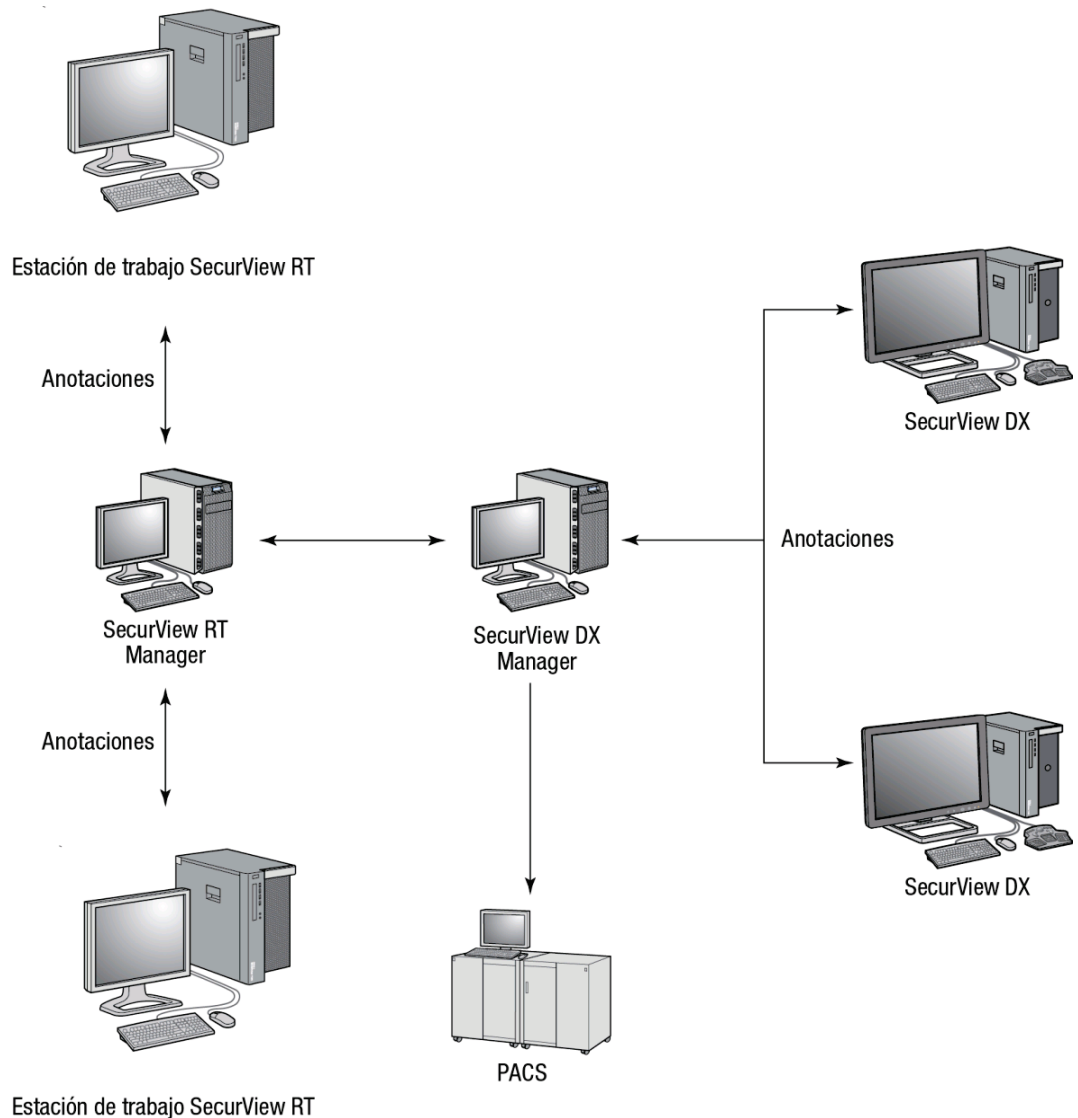 Estación de trabajo SecurView RT
Anotaciones
SecurView DX
SecurView RT
Manager
SecurView DX
Manager
Anotaciones
Anotaciones
SecurView DX
PACS
Estación de trabajo SecurView RT